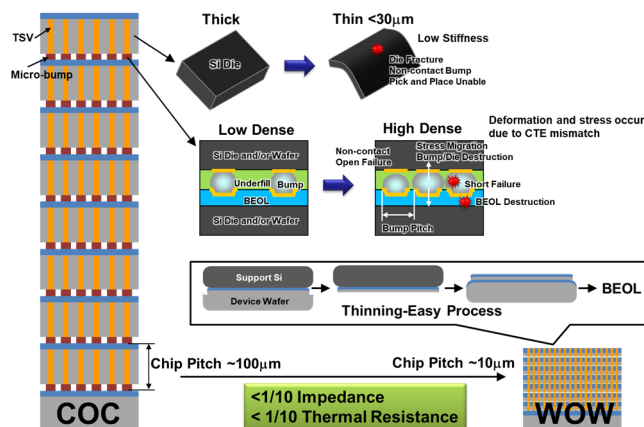 Thick
Thin <30μm
TSV
Low Stiffness
Si Die
Die Fracture
Non-contact Bump
Pick and Place Unable
Micro-bump
Deformation and stress occur
due to CTE mismatch
Low Dense
High Dense
Si Die and/or Wafer
Non-contact
Open Failure
Stress Migration
Bump/Die Destruction
Underfill
Bump
Short Failure
BEOL
BEOL Destruction
Si Die and/or Wafer
Bump Pitch
Support Si
Device Wafer
BEOL
Thinning-Easy Process
Chip Pitch ~100μm
Chip Pitch ~10μm
<1/10 Impedance
< 1/10 Thermal Resistance
COC
WOW